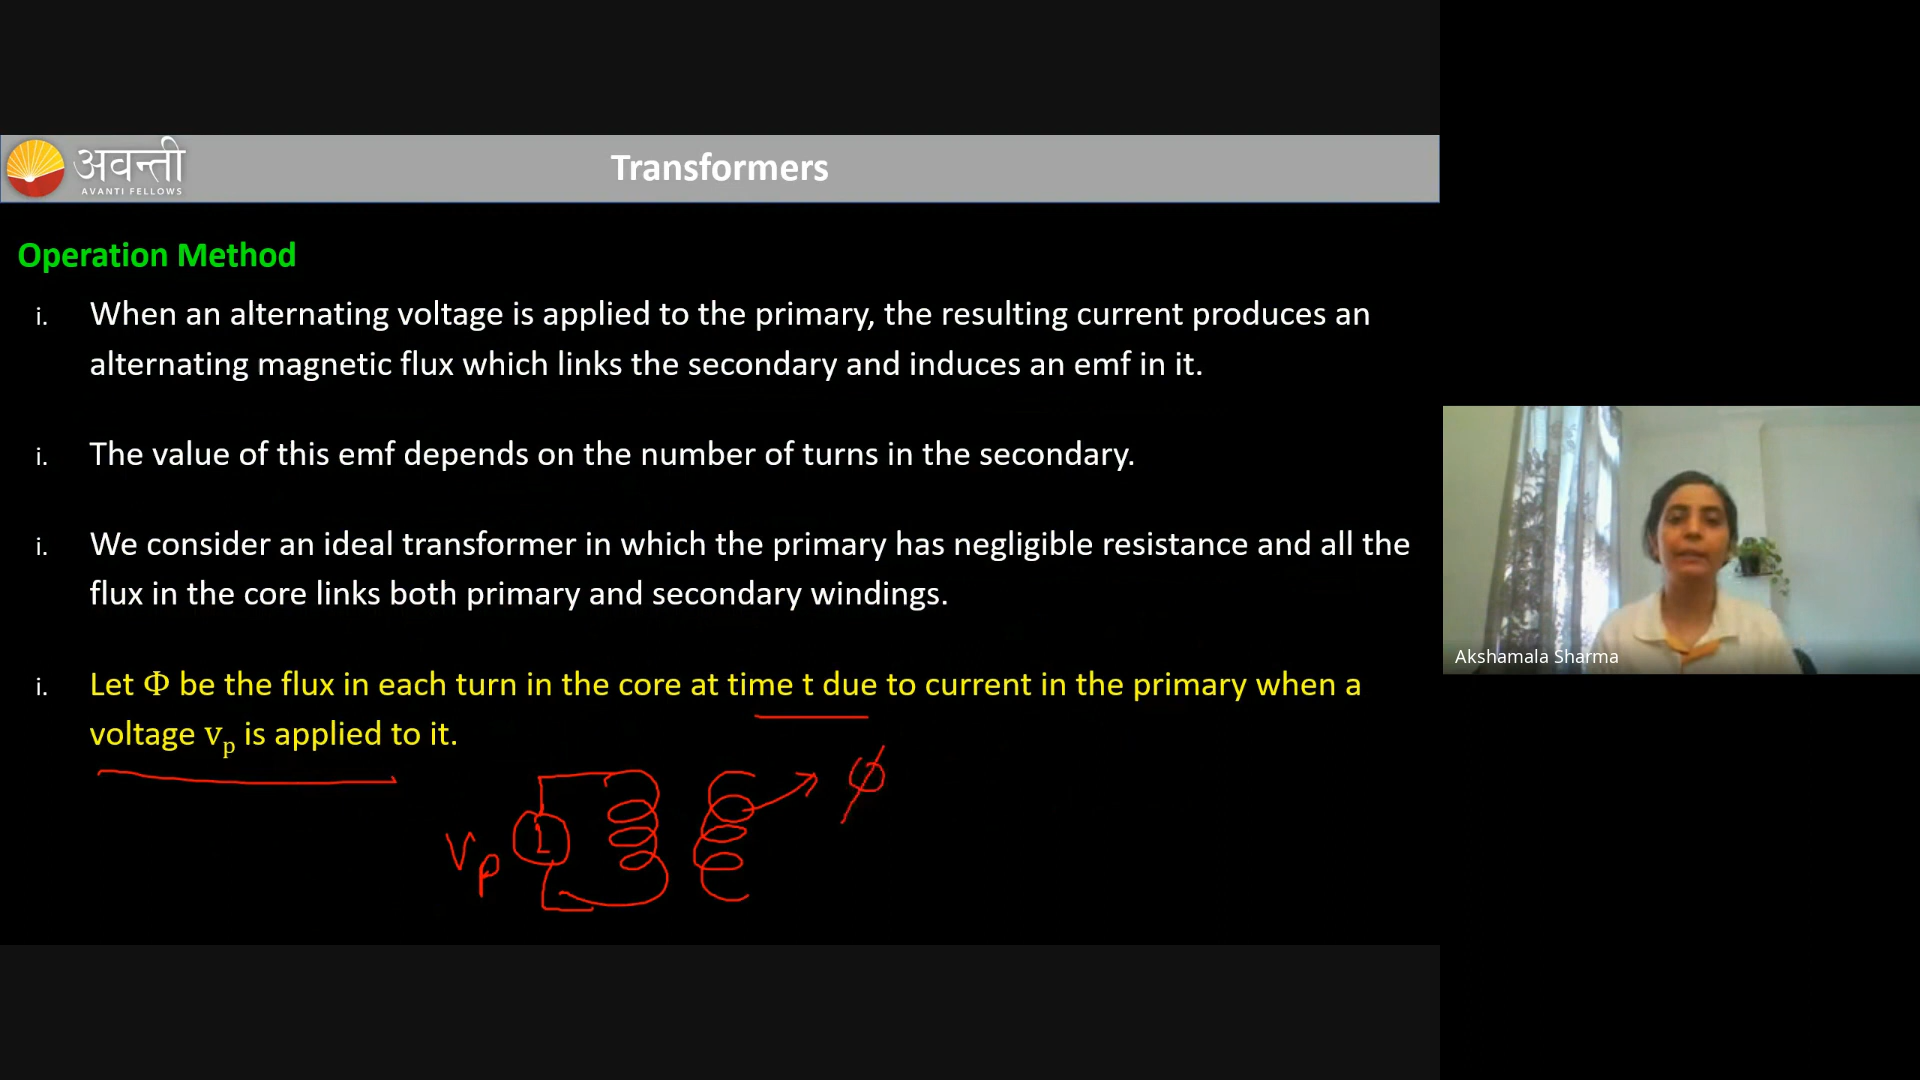 अवन्ती
AVANTI FELLOWS
Transformers
Operation Method
i. When an alternating voltage is applied to the primary, the resulting current produces an
alternating magnetic flux which links the secondary and induces an emf in it.
i. The value of this emf depends on the number of turns in the secondary.
i. We consider an ideal transformer in which the primary has negligible resistance and all the
flux in the core links both primary and secondary windings.
i. Let Φ be the flux in each turn in the core at time t due to current in the primary when a
voltage vₚ is applied to it.
ϕ
Vₚ
Akshamala Sharma